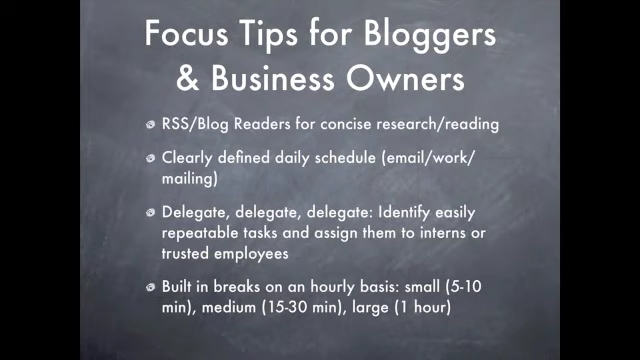 Focus Tips for Bloggers
& Business Owners
RSS/Blog Readers for concise research/reading
Clearly defined daily schedule (email/work/
mailing)
Delegate, delegate, delegate: Identify easily
repeatable tasks and assign them to interns or
trusted employees
Built in breaks on an hourly basis: small (5-10
min), medium (15-30 min), large (1 hour)